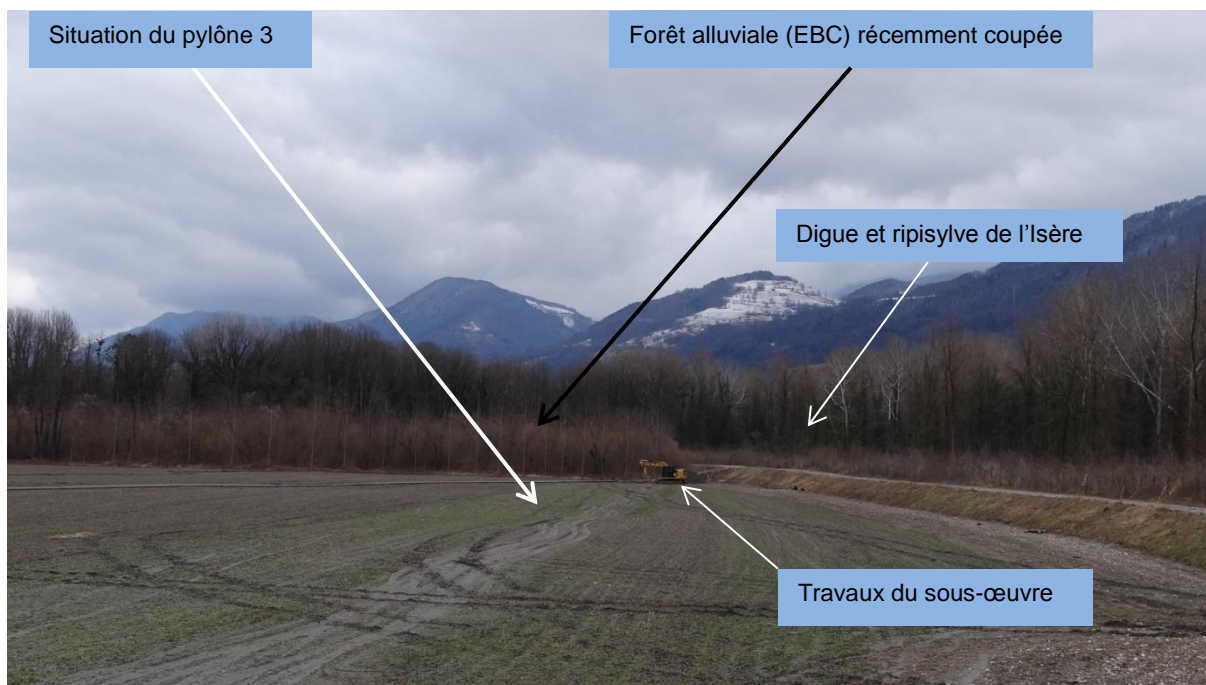 Situation du pylône 3
Forêt alluviale (EBC) récemment coupée
Digue et ripisylve de l'Isère
Travaux du sous-œuvre